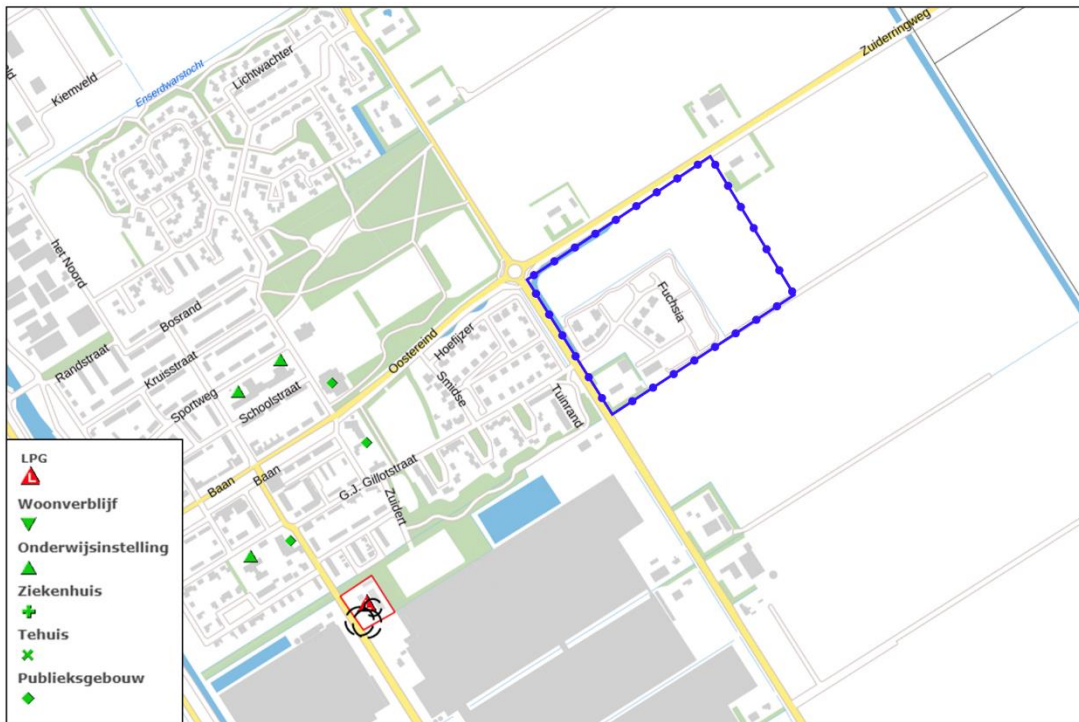 Zuiderringweg
Lichtwachter
Kiemveld
Enserdwarstocht
het Noord
Bosrand
Randstraat
Kruisstraat
Sportweg
Schoolstraat
Oostereind
Hoefijzer
Smidse
Fuchsia
Tuinrand
Baan
Baan
G.J. Gillotstraat
Zuidert
LPG
L
Woonverblijf
Onderwijsinstelling
Ziekenhuis
Tehuis
Publieksgebouw